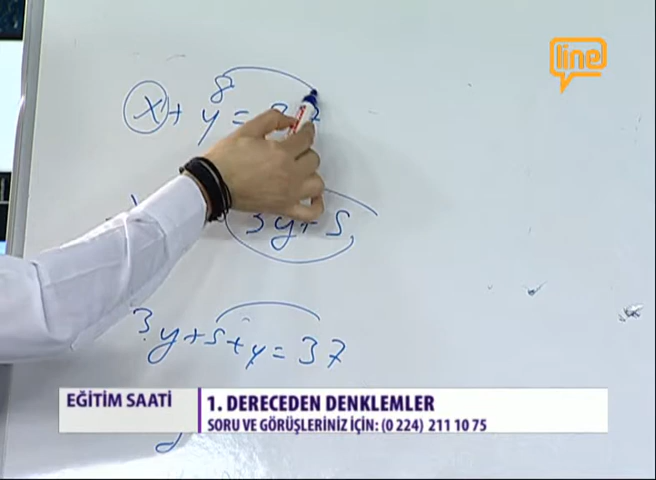 line
8
x + y =
3y + 5
3y + 5 + y = 37
EĞİTİM SAATİ
1. DERECEDEN DENKLEMLER
SORU VE GÖRÜŞLERİNİZ İÇİN: (0 224) 211 10 75